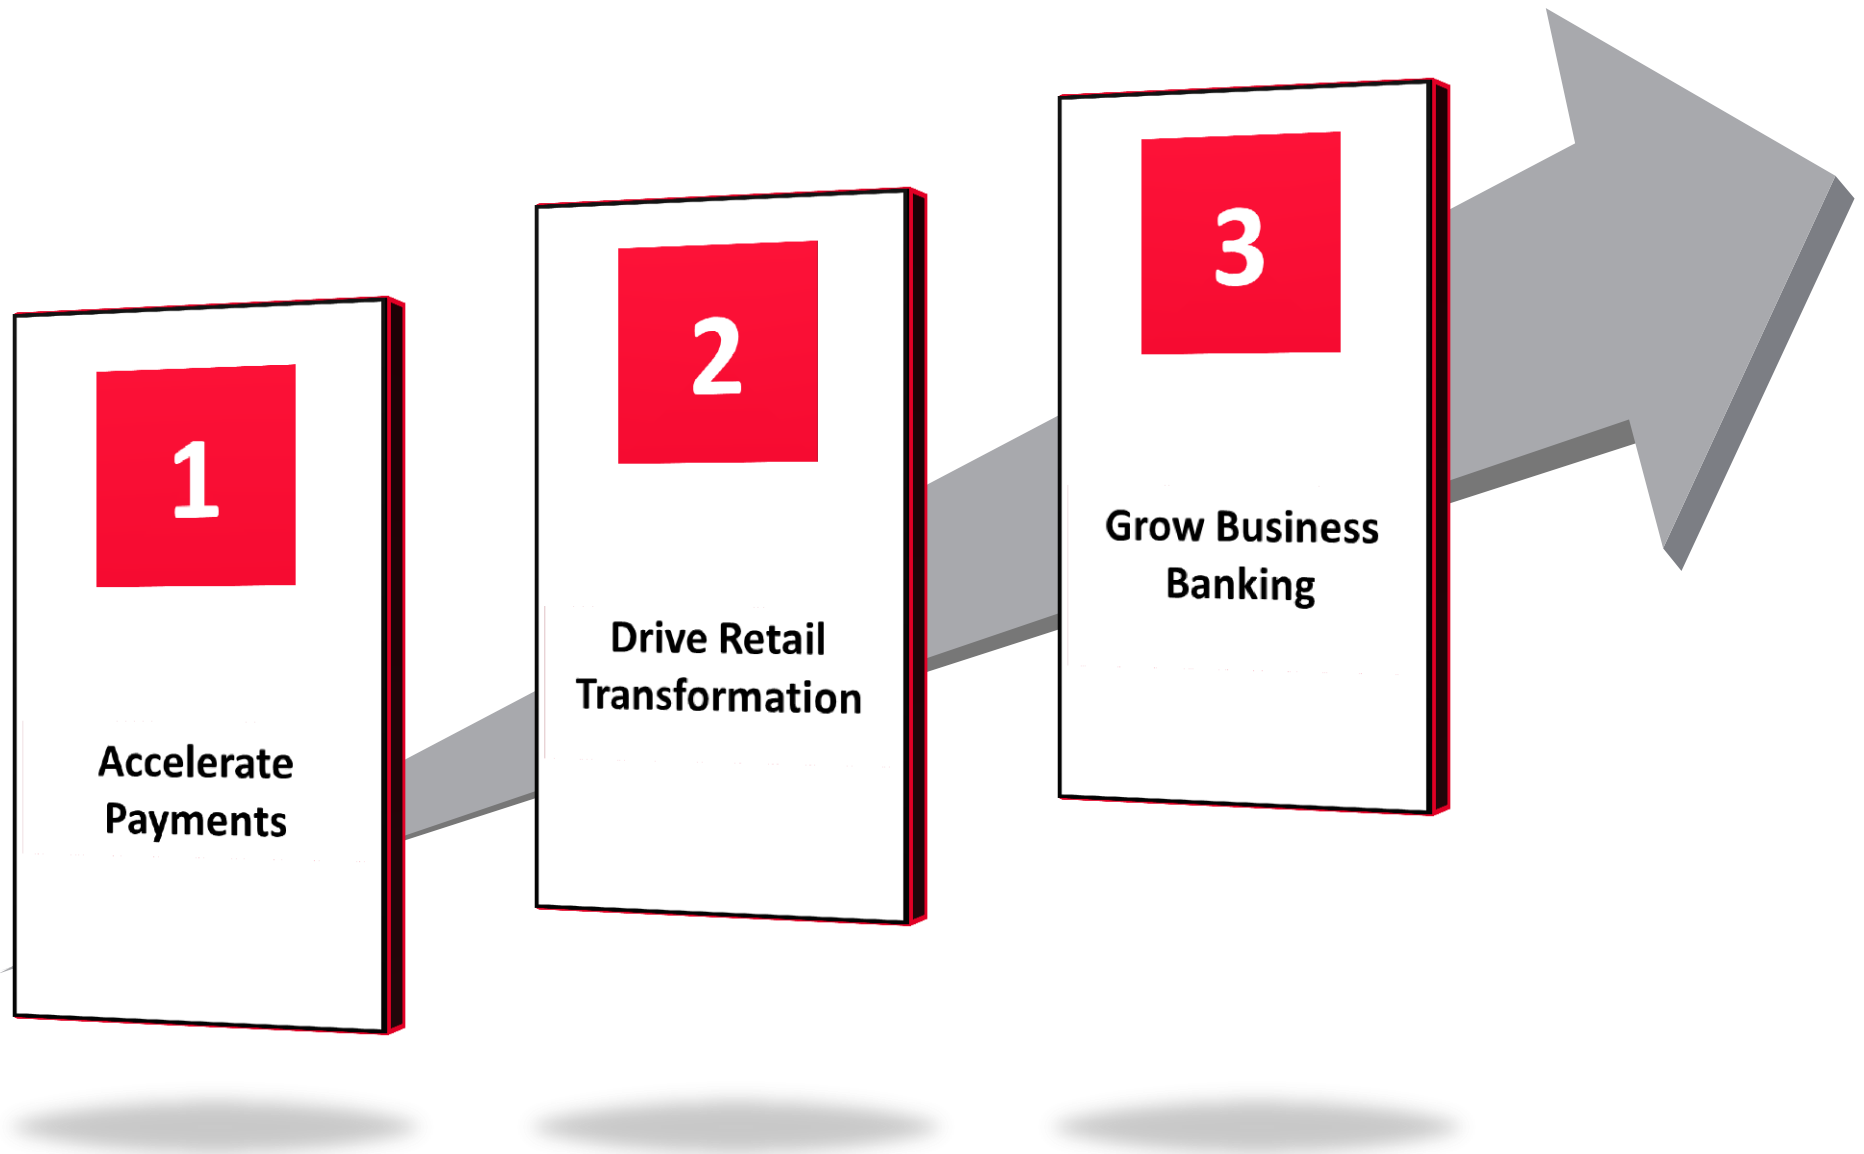 1
Accelerate
Payments
2
Drive Retail
Transformation
3
Grow Business
Banking